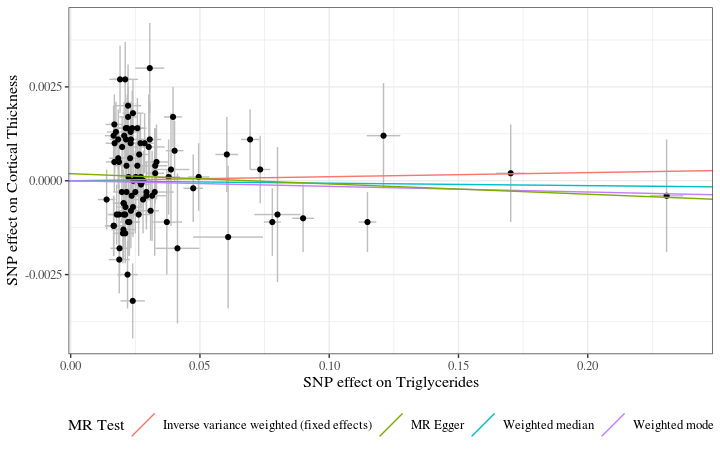 SNP effect on Cortical Thickness
0.0025
0.0000
-0.0025
0.00 0.05 0.10 0.15 0.20
SNP effect on Triglycerides
MR Test Inverse variance weighted (fixed effects) MR Egger Weighted median Weighted mode